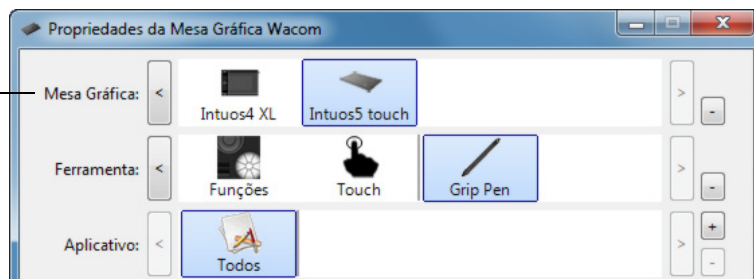 Propriedades da Mesa Gráfica Wacom
Mesa Gráfica: < Intuos4 XL Intuos5 touch > -
Ferramenta: < Funções Touch Grip Pen > -
Aplicativo: < Todos > + -